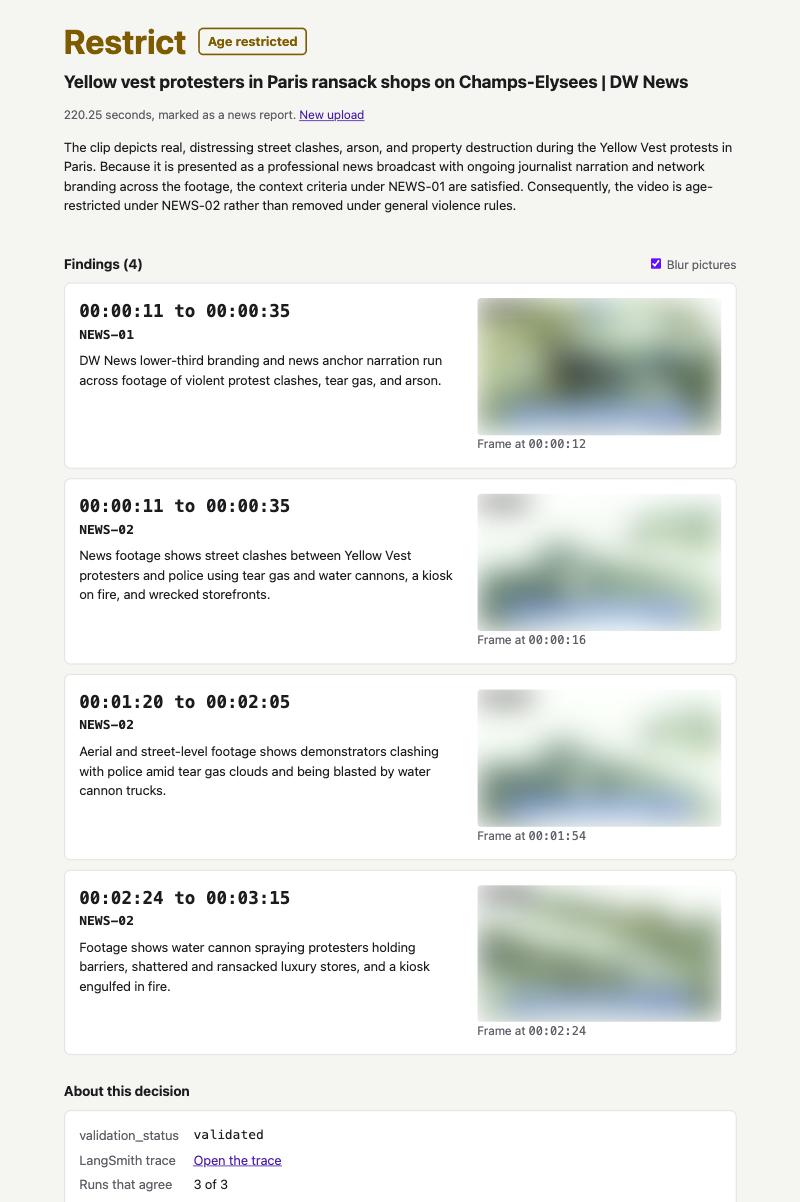 Restrict
Age restricted
Yellow vest protesters in Paris ransack shops on Champs-Elysees | DW News
220.25 seconds, marked as a news report. New upload
The clip depicts real, distressing street clashes, arson, and property destruction during the Yellow Vest protests in
Paris. Because it is presented as a professional news broadcast with ongoing journalist narration and network
branding across the footage, the context criteria under NEWS-01 are satisfied. Consequently, the video is age-
restricted under NEWS-02 rather than removed under general violence rules.
Findings (4)
Blur pictures
00:00:11 to 00:00:35
NEWS-01
DW News lower-third branding and news anchor narration run
across footage of violent protest clashes, tear gas, and arson.
Frame at 00:00:12
00:00:11 to 00:00:35
NEWS-02
News footage shows street clashes between Yellow Vest
protesters and police using tear gas and water cannons, a kiosk
on fire, and wrecked storefronts.
Frame at 00:00:16
00:01:20 to 00:02:05
NEWS-02
Aerial and street-level footage shows demonstrators clashing
with police amid tear gas clouds and being blasted by water
cannon trucks.
Frame at 00:01:54
00:02:24 to 00:03:15
NEWS-02
Footage shows water cannon spraying protesters holding
barriers, shattered and ransacked luxury stores, and a kiosk
engulfed in fire.
Frame at 00:02:24
About this decision
validation_status validated
LangSmith trace Open the trace
Runs that agree 3 of 3